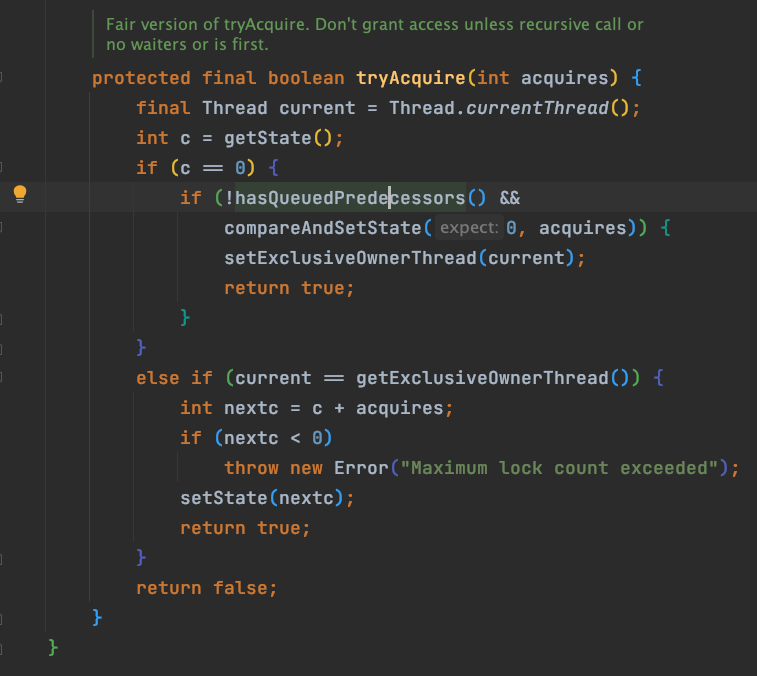 Fair version of tryAcquire. Don't grant access unless recursive call or
no waiters or is first.
protected final boolean tryAcquire(int acquires) {
final Thread current = Thread.currentThread();
int c = getState();
if (c == 0) {
if (!hasQueuedPredecessors() &&
compareAndSetState( expect: 0, acquires)) {
setExclusiveOwnerThread(current);
return true;
}
}
else if (current == getExclusiveOwnerThread()) {
int nextc = c + acquires;
if (nextc < 0)
throw new Error("Maximum lock count exceeded");
setState(nextc);
return true;
}
return false;
}
}